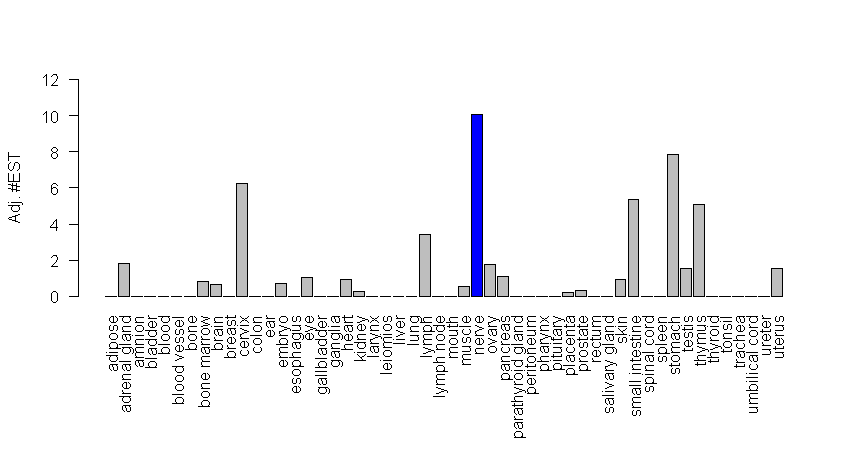 Adj. #EST
12
10
8
6
4
2
0
adipose
adrenal gland
amnion
bladder
blood
blood vessel
bone
bone marrow
brain
breast
cervix
colon
ear
embryo
esophagus
eye
gallbladder
ganglia
heart
kidney
larynx
leiomios
liver
lung
lymph
lymph node
mouth
muscle
nerve
ovary
pancreas
parathyroid gland
peritoneum
pharynx
pituitary
placenta
prostate
rectum
salivary gland
skin
small intestine
spinal cord
spleen
stomach
testis
thymus
thyroid
tonsil
trachea
umbilical cord
ureter
uterus